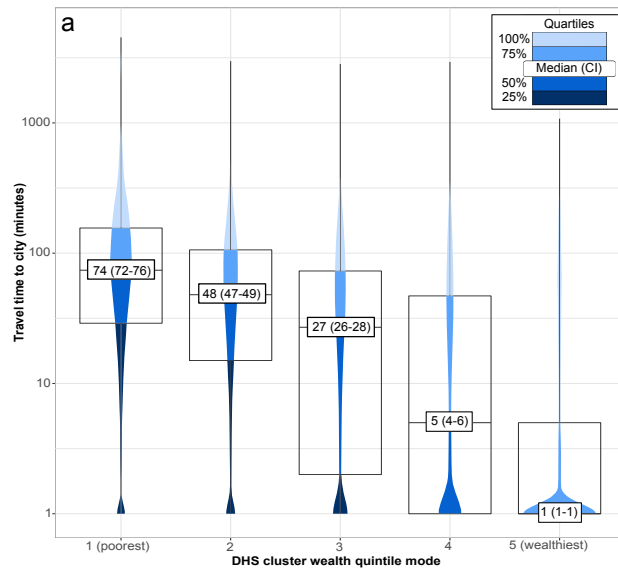 a
Quartiles
100%
75%
Median (CI)
50%
25%
Travel time to city (minutes)
1000
100
10
1
74 (72-76)
48 (47-49)
27 (26-28)
5 (4-6)
1 (1-1)
1 (poorest)
2
3
4
5 (wealthiest)
DHS cluster wealth quintile mode